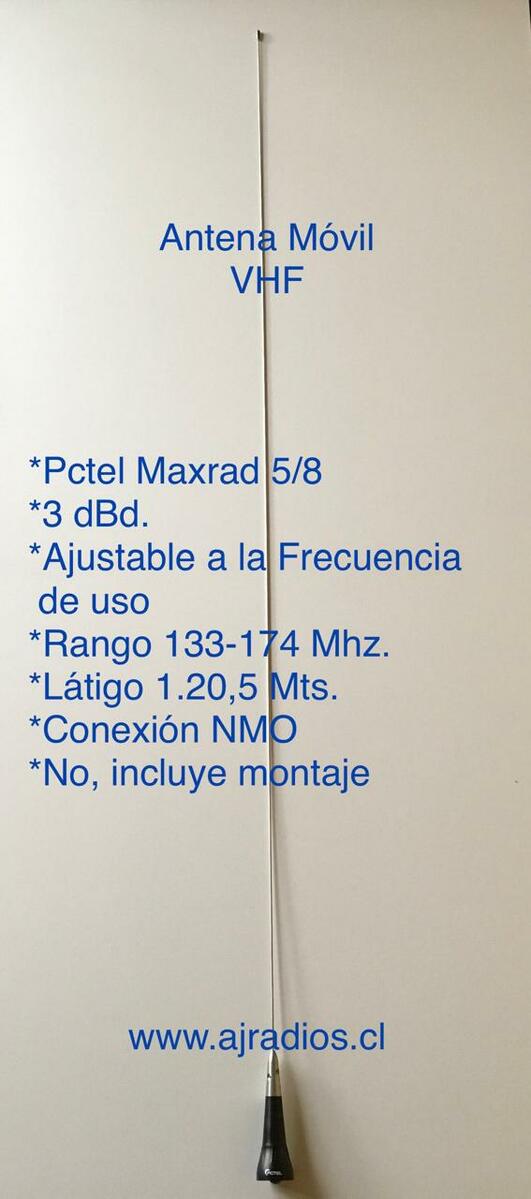 Antena Móvil
VHF
*Pctel Maxrad 5/8
*3 dBd.
*Ajustable a la Frecuencia
de uso
*Rango 133-174 Mhz.
*Látigo 1.20,5 Mts.
*Conexión NMO
*No, incluye montaje
www.ajradios.cl
PCTEL